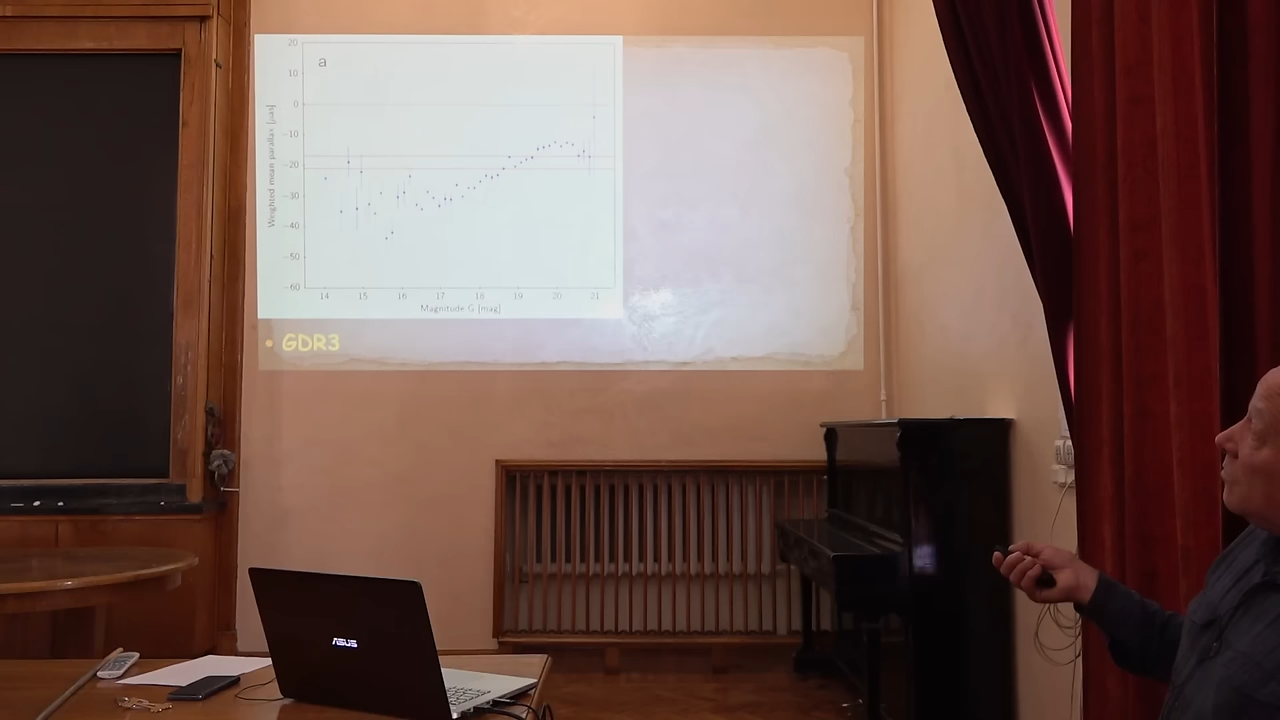 a
20
10
0
−10
−20
−30
−40
−50
−60
Weighted mean parallax [μas]
14 15 16 17 18 19 20 21
Magnitude G [mag]
• GDR3
ASUS